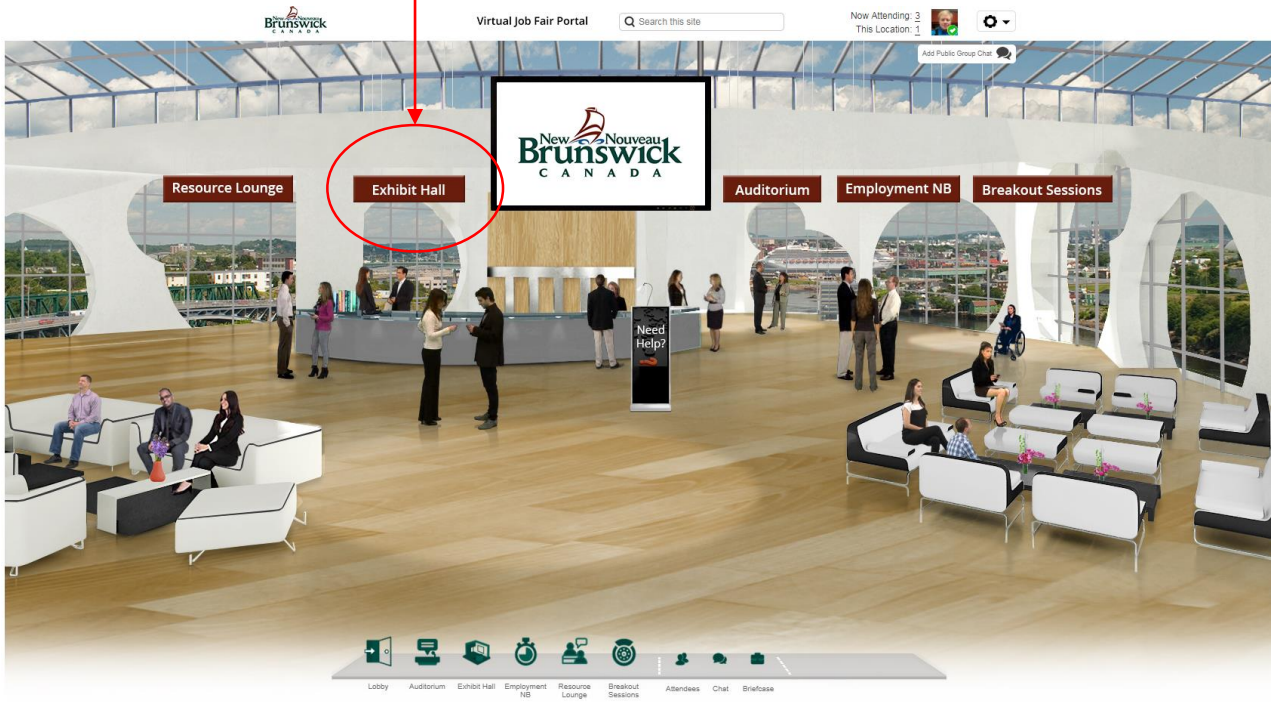 New Nouveau
Brunswick
CANADA
Virtual Job Fair Portal
Search this site
Now Attending: 3
This Location: 1
Add Public Group Chat
New Nouveau
Brunswick
CANADA
Resource Lounge
Exhibit Hall
Auditorium
Employment NB
Breakout Sessions
Need
Help?
Lobby
Auditorium
Exhibit Hall
Employment
NB
Resource
Lounge
Breakout
Sessions
Attendees
Chat
Briefcase